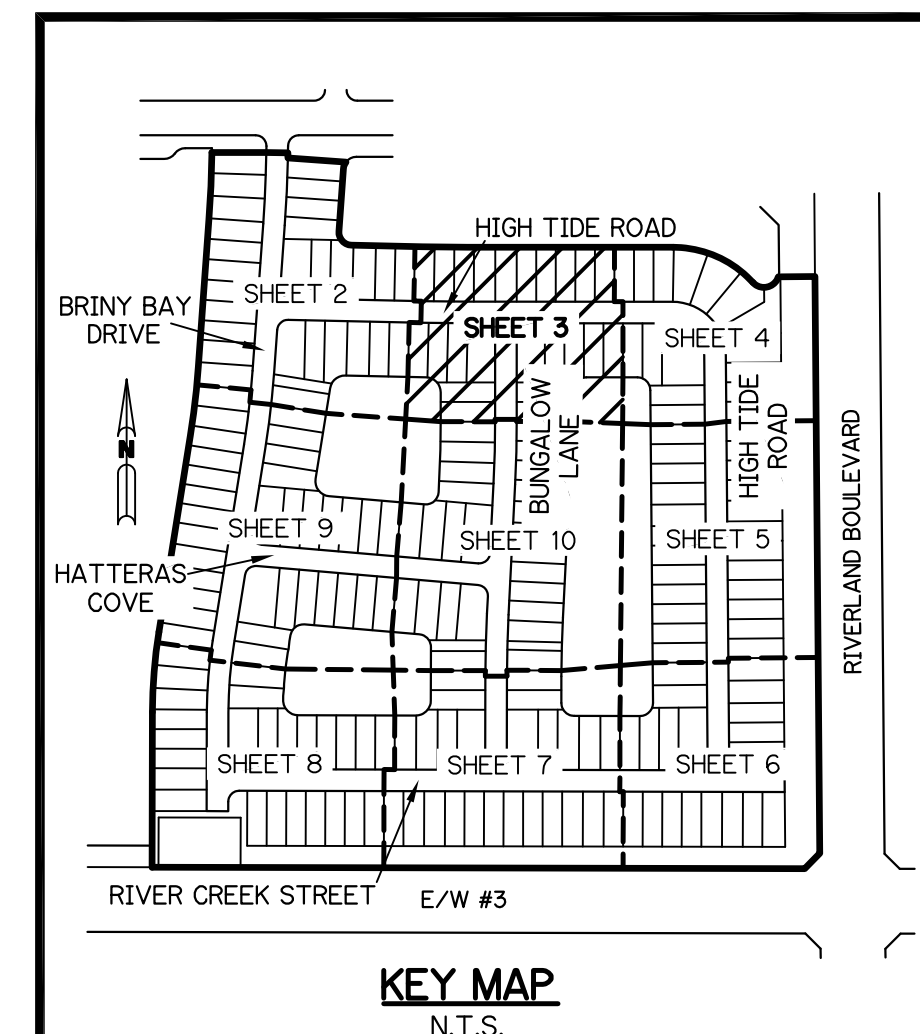 HIGH TIDE ROAD
SHEET 2
BRINY BAY
DRIVE
SHEET 3
SHEET 4
BUNGALOW
LANE
HIGH TIDE
ROAD
RIVERLAND BOULEVARD
N
SHEET 9
SHEET 10
SHEET 5
HATTERAS
COVE
SHEET 8
SHEET 7
SHEET 6
RIVER CREEK STREET
E/W #3
KEY MAP
N.T.S.